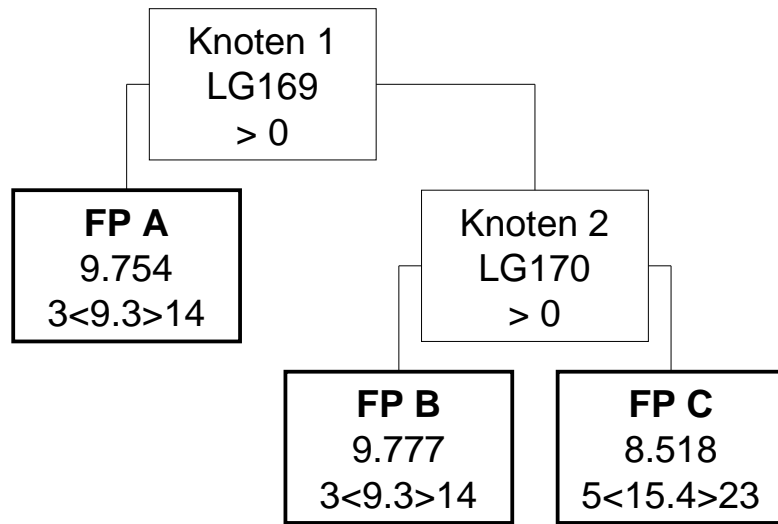 Knoten 1
LG169
> 0
FP A
9.754
3<9.3>14
Knoten 2
LG170
> 0
FP B
9.777
3<9.3>14
FP C
8.518
5<15.4>23